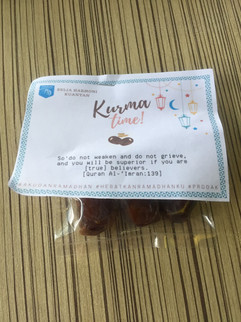 Kurma
time!
So do not weaken and do not grieve,
and you will be superior if you are
[true] believers.
[Quran Al-'Imran:139]